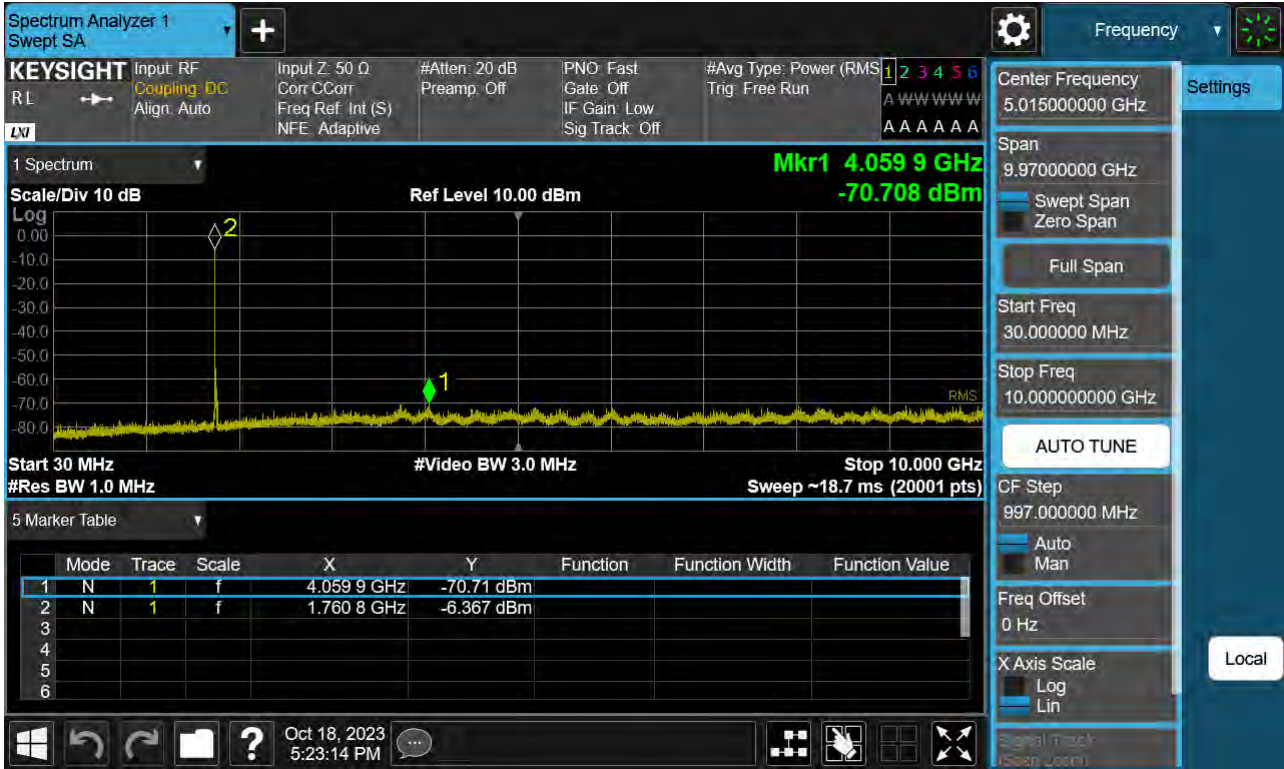 Spectrum Analyzer 1
Swept SA
+
Frequency
KEYSIGHT
RL
LXI
Input: RF
Coupling: DC
Align: Auto
Input Z: 50 Ω
Corr CCorr
Freq Ref: Int (S)
NFE: Adaptive
#Atten: 20 dB
Preamp: Off
PNO: Fast
Gate: Off
IF Gain: Low
Sig Track: Off
#Avg Type: Power (RMS
Trig: Free Run
1 2 3 4 5 6
A W W W W W
A A A A A A
1 Spectrum
Mkr1 4.059 9 GHz
Scale/Div 10 dB
Ref Level 10.00 dBm
-70.708 dBm
Log
0.00
-10.0
-20.0
-30.0
-40.0
-50.0
-60.0
-70.0
-80.0
2
1
RMS
Start 30 MHz
#Video BW 3.0 MHz
Stop 10.000 GHz
#Res BW 1.0 MHz
Sweep ~18.7 ms (20001 pts)
5 Marker Table
Mode Trace Scale X Y Function Function Width Function Value
1 N 1 f 4.059 9 GHz -70.71 dBm
2 N 1 f 1.760 8 GHz -6.367 dBm
3
4
5
6
?
Oct 18, 2023
5:23:14 PM
Center Frequency
5.015000000 GHz
Settings
Span
9.97000000 GHz
Swept Span
Zero Span
Full Span
Start Freq
30.000000 MHz
Stop Freq
10.000000000 GHz
AUTO TUNE
CF Step
997.000000 MHz
Auto
Man
Freq Offset
0 Hz
X Axis Scale
Log
Lin
Local
Signal Track
(Span Zoom)